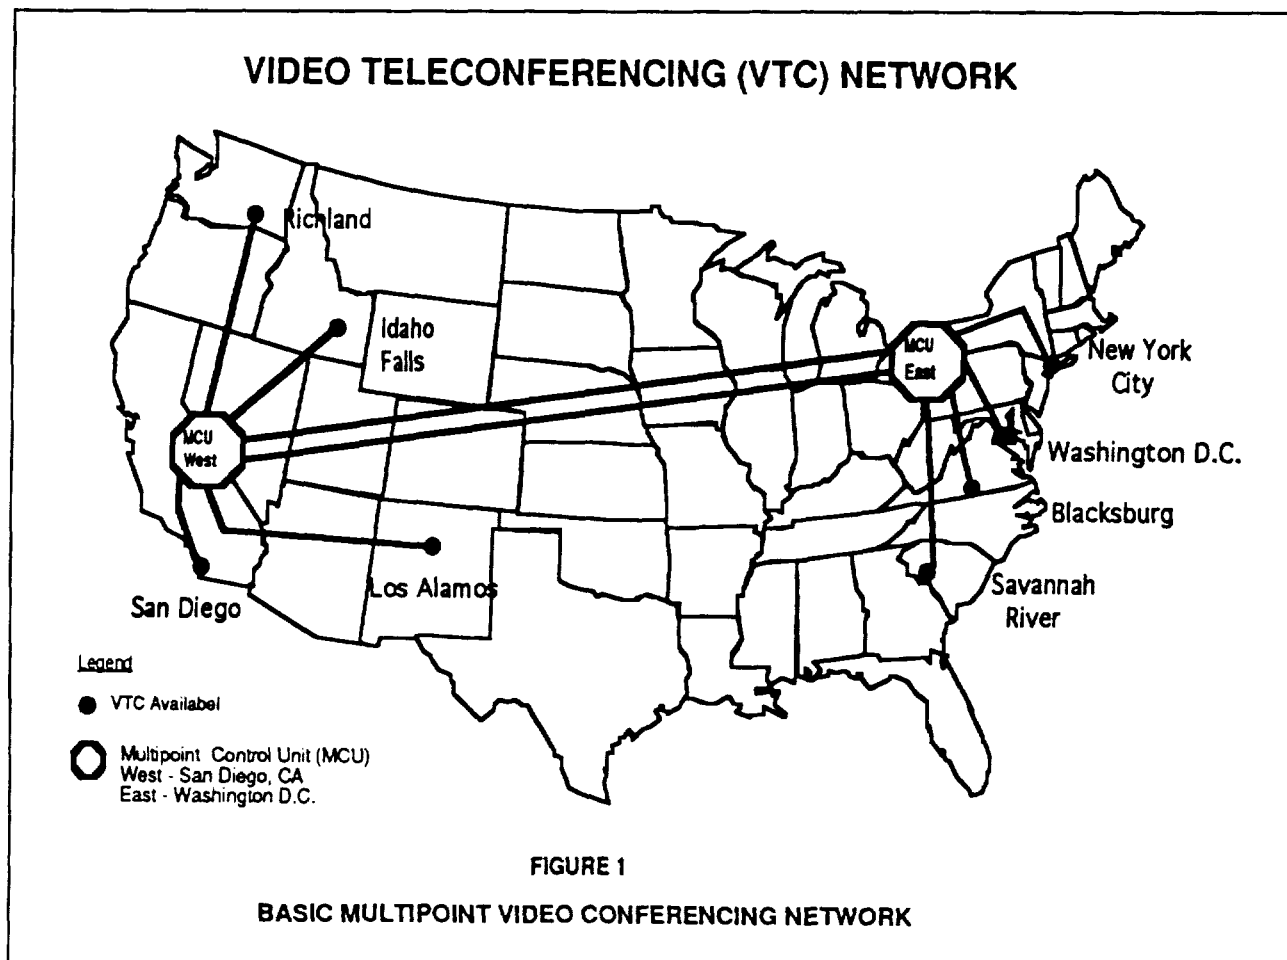 VIDEO TELECONFERENCING (VTC) NETWORK
Richland
Idaho
Falls
MCU
East
New York
City
MCU
West
Washington D.C.
Blacksburg
Los Alamos
San Diego
Savannah
River
Legend
VTC Availabel
Multipoint Control Unit (MCU)
West - San Diego, CA
East - Washington D.C.
FIGURE 1
BASIC MULTIPOINT VIDEO CONFERENCING NETWORK